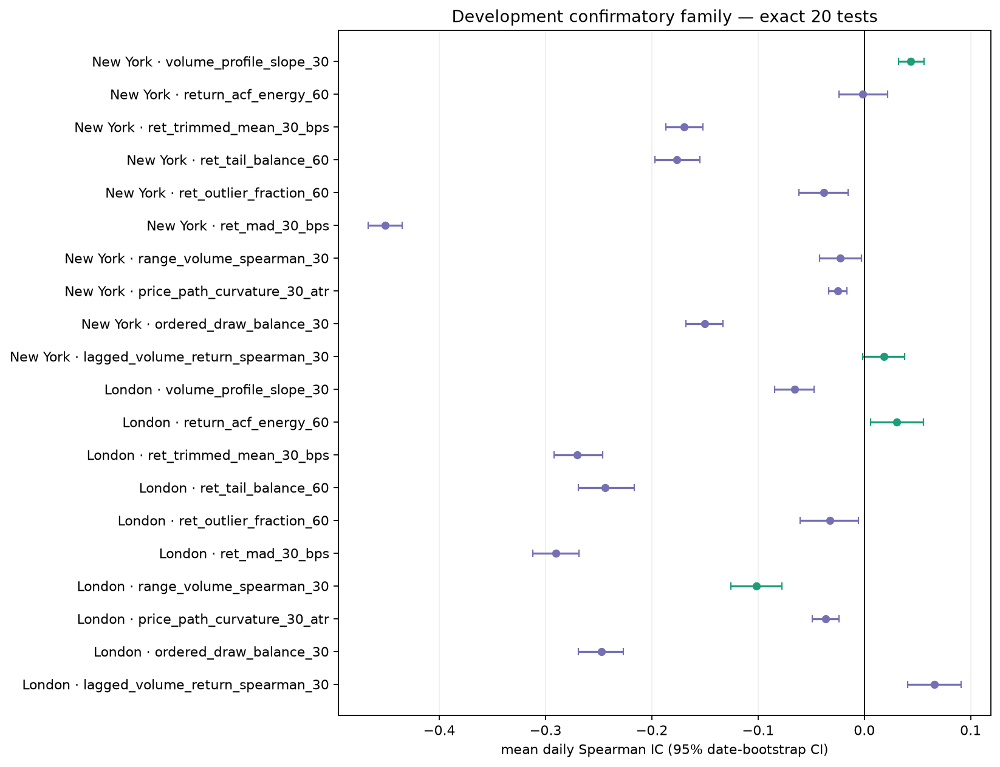 Development confirmatory family — exact 20 tests
New York · volume_profile_slope_30
New York · return_acf_energy_60
New York · ret_trimmed_mean_30_bps
New York · ret_tail_balance_60
New York · ret_outlier_fraction_60
New York · ret_mad_30_bps
New York · range_volume_spearman_30
New York · price_path_curvature_30_atr
New York · ordered_draw_balance_30
New York · lagged_volume_return_spearman_30
London · volume_profile_slope_30
London · return_acf_energy_60
London · ret_trimmed_mean_30_bps
London · ret_tail_balance_60
London · ret_outlier_fraction_60
London · ret_mad_30_bps
London · range_volume_spearman_30
London · price_path_curvature_30_atr
London · ordered_draw_balance_30
London · lagged_volume_return_spearman_30
−0.4 −0.3 −0.2 −0.1 0.0 0.1
mean daily Spearman IC (95% date-bootstrap CI)